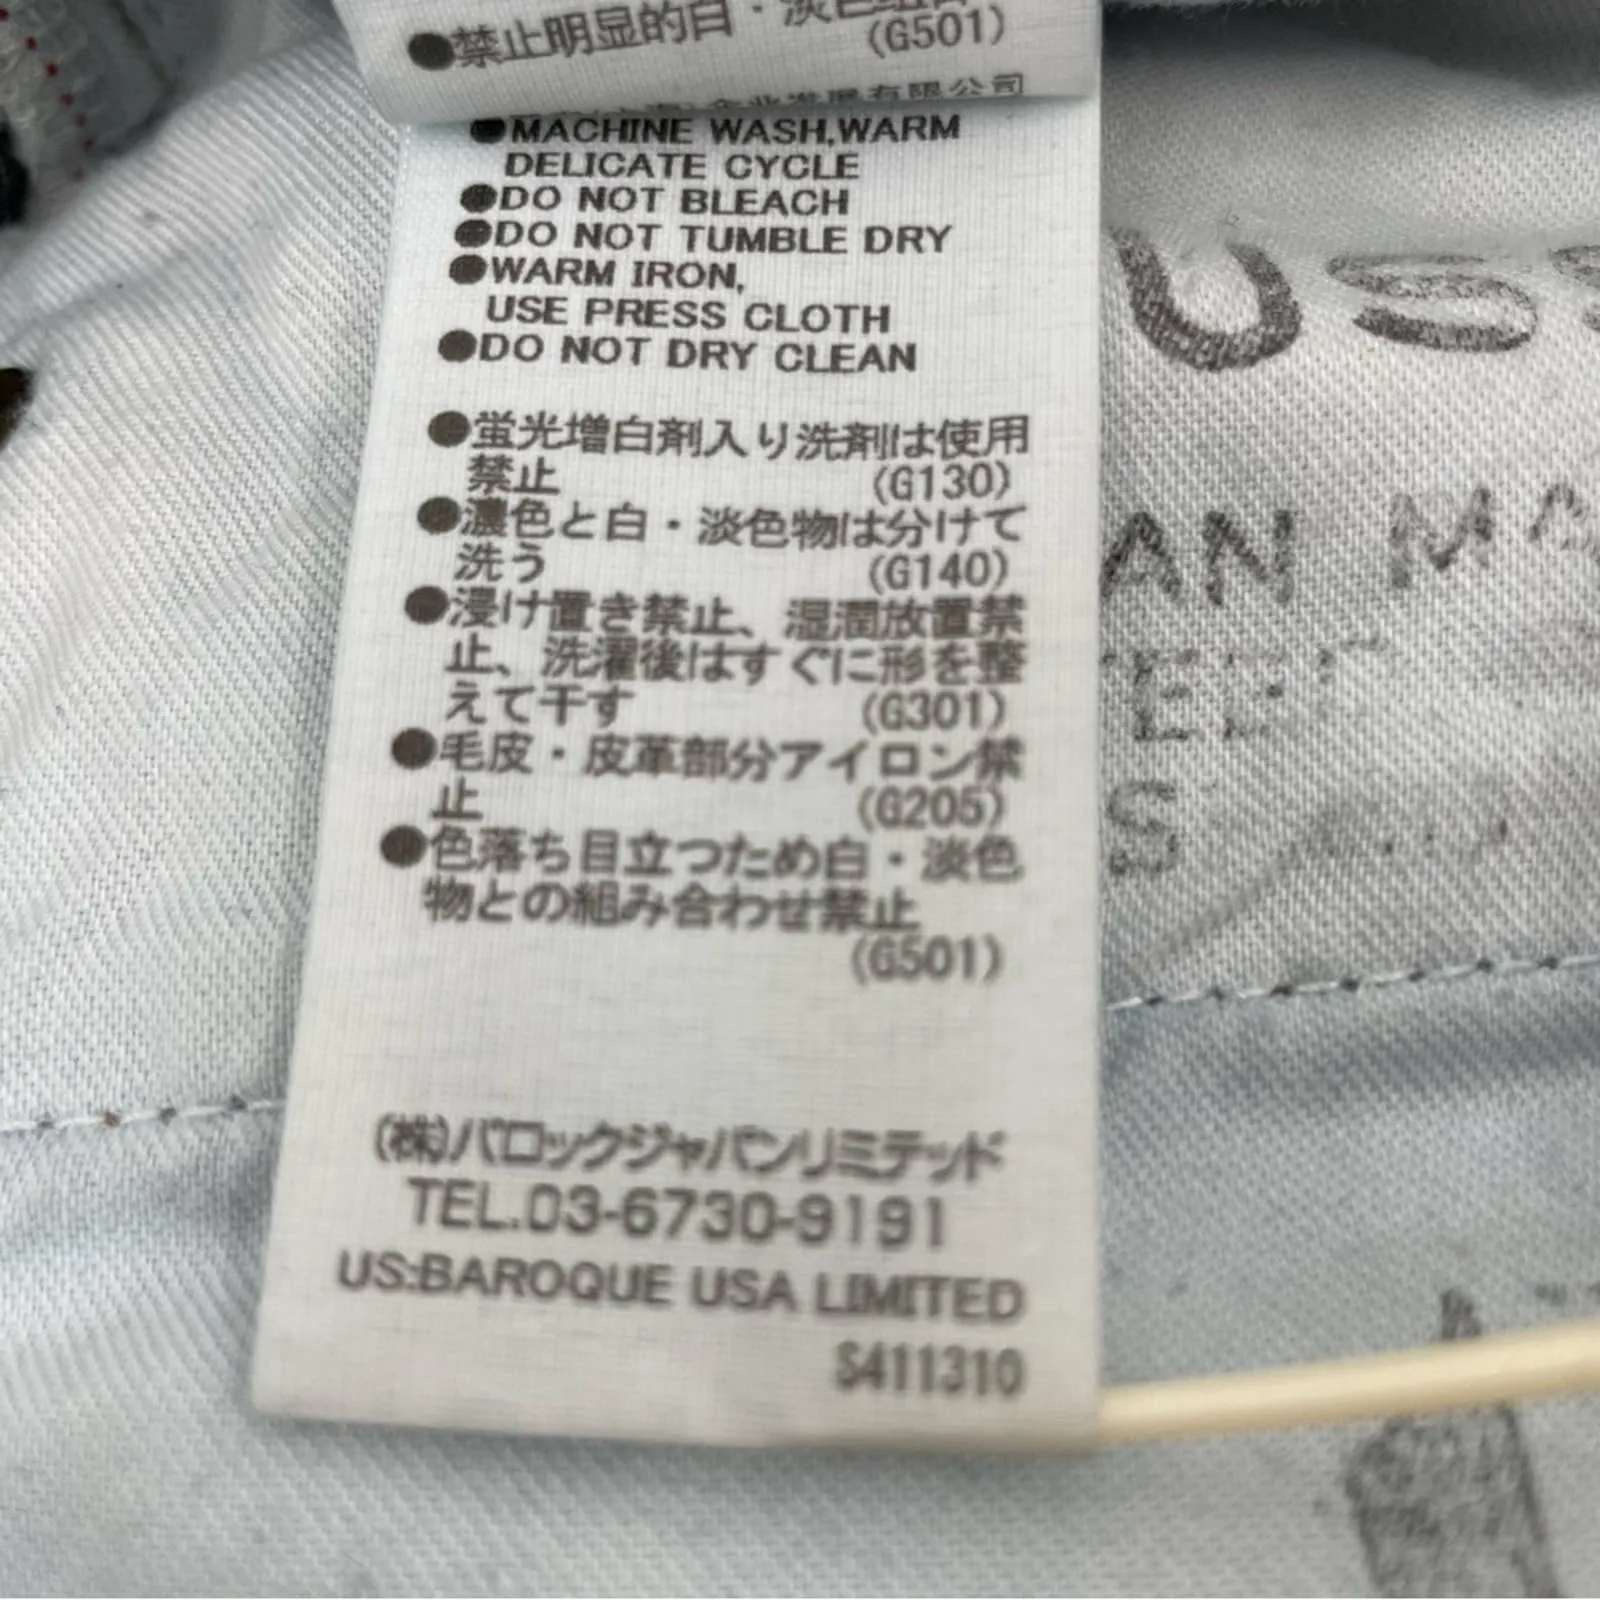 ●禁止明显的白・淡色组合
(G501)
有限公司
●MACHINE WASH,WARM
DELICATE CYCLE
●DO NOT BLEACH
●DO NOT TUMBLE DRY
●WARM IRON,
USE PRESS CLOTH
●DO NOT DRY CLEAN
●蛍光増白剤入り洗剤は使用
禁止 (G130)
●濃色と白・淡色物は分けて
洗う (G140)
●浸け置き禁止、湿潤放置禁
止、洗濯後はすぐに形を整
えて干す (G301)
●毛皮・皮革部分アイロン禁
止 (G205)
●色落ち目立つため白・淡色
物との組み合わせ禁止
(G501)
(株)バロックジャパンリミテッド
TEL.03-6730-9191
US:BAROQUE USA LIMITED
S411310
AN
S